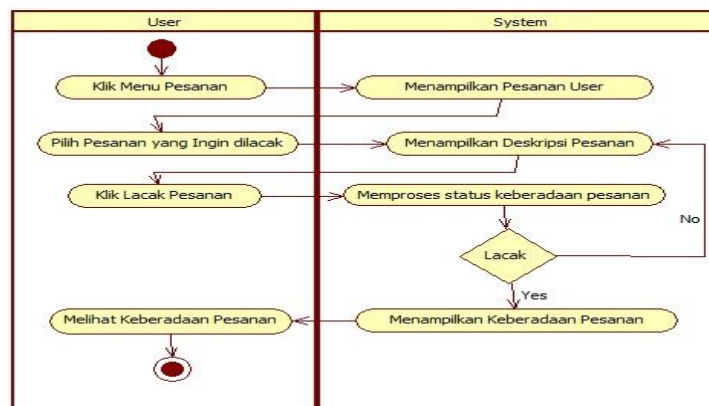 User
System
Klik Menu Pesanan
Menampilkan Pesanan User
Pilih Pesanan yang Ingin dilacak
Menampilkan Deskripsi Pesanan
Klik Lacak Pesanan
Memproses status keberadaan pesanan
No
Lacak
Yes
Melihat Keberadaan Pesanan
Menampilkan Keberadaan Pesanan